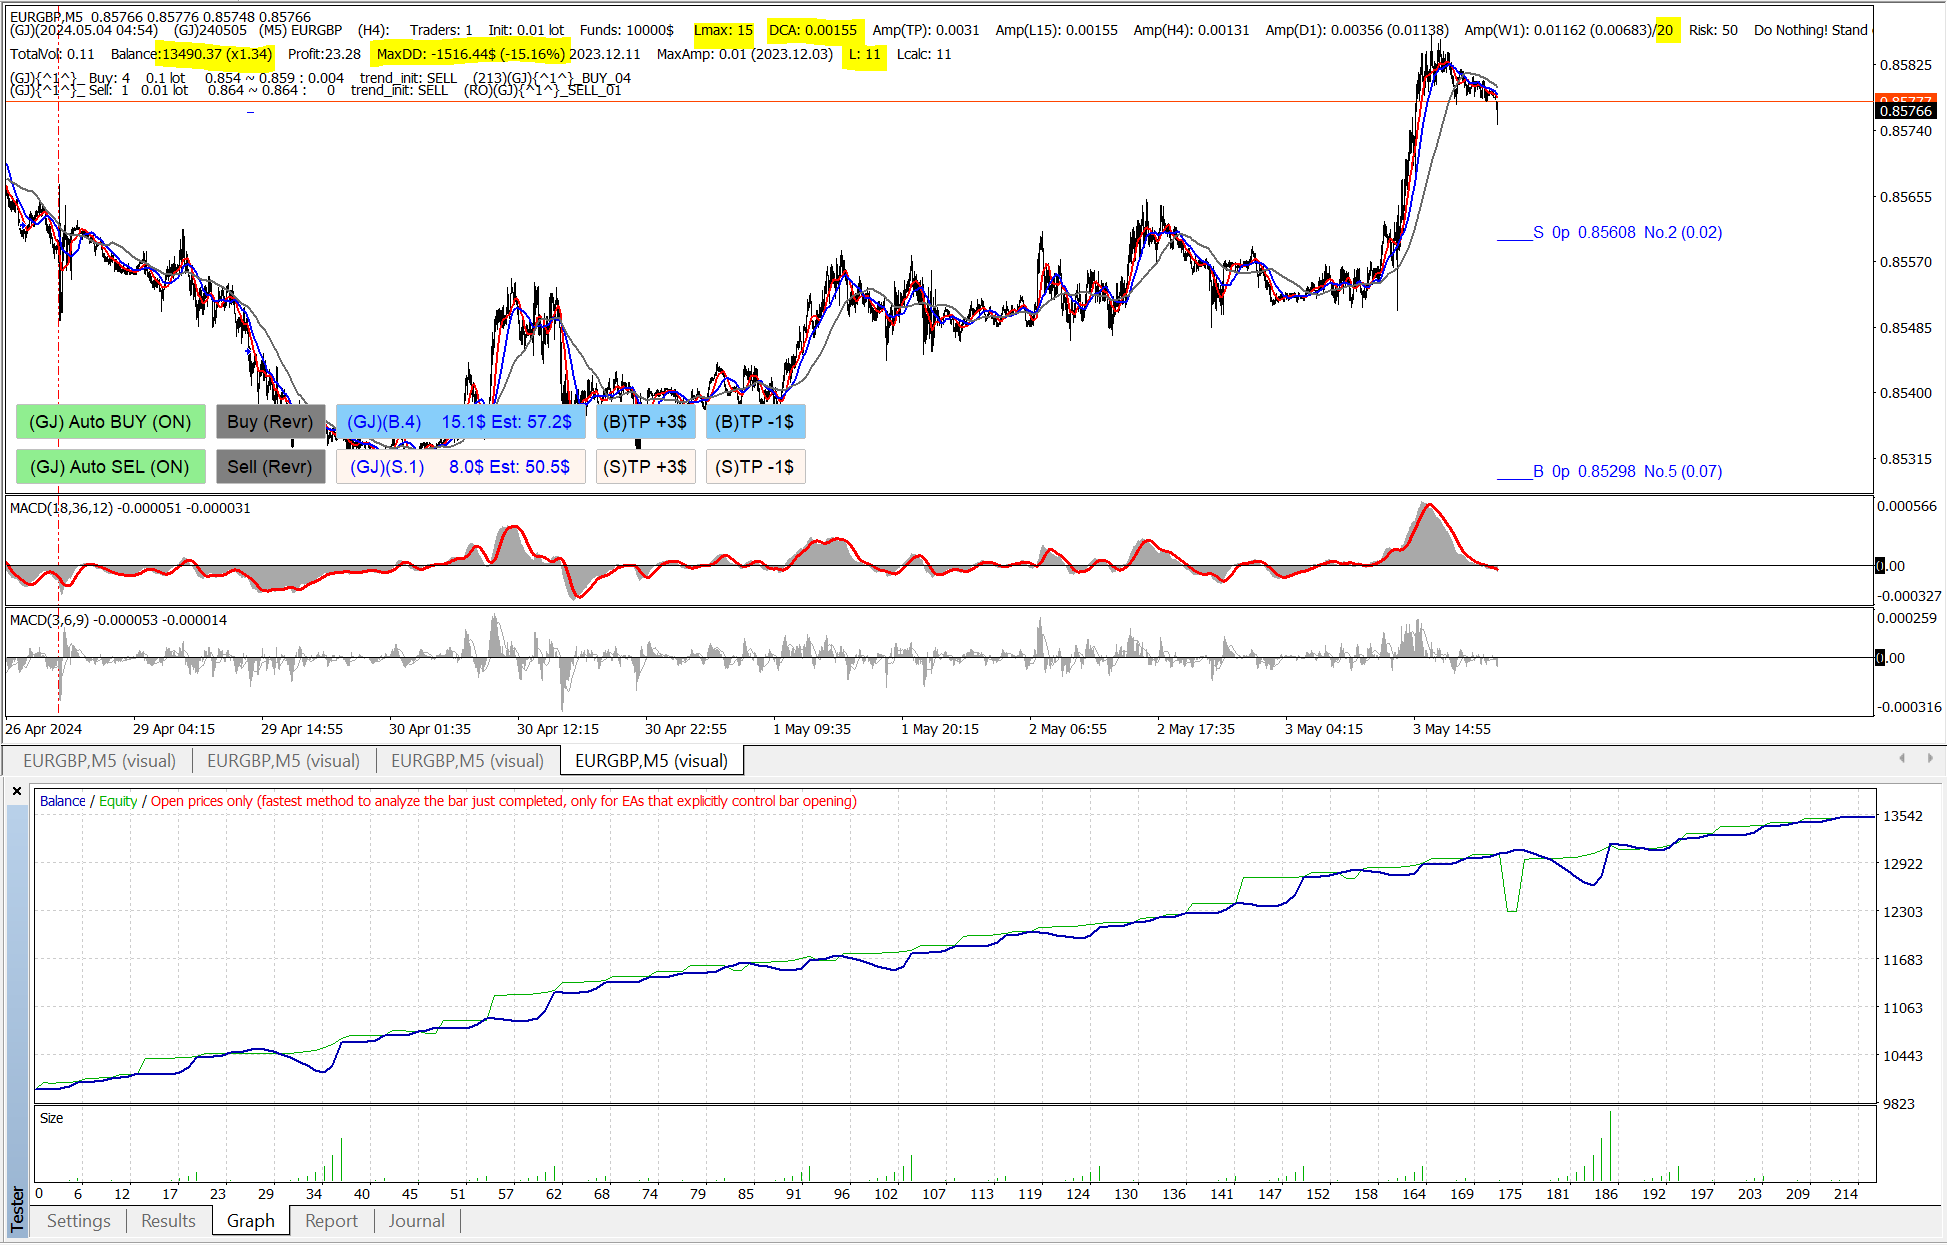 EURGBP,M5  0.85766 0.85776 0.85748 0.85766
(GJ)(2024.05.04 04:54)   (GJ)240505   (M5) EURGBP   (H4):   Traders: 1   Init: 0.01 lot   Funds: 10000$   Lmax: 15   DCA: 0.00155   Amp(TP): 0.0031   Amp(L15): 0.00155   Amp(H4): 0.00131   Amp(D1): 0.00356 (0.01138)   Amp(W1): 0.01162 (0.00683)/20   Risk: 50   Do Nothing! Stand
TotalVol: 0.11   Balance:13490.37 (x1.34)   Profit:23.28   MaxDD: -1516.44$ (-15.16%) 2023.12.11   MaxAmp: 0.01 (2023.12.03)   L: 11   Lcalc: 11
(GJ){^1^}_ Buy: 4   0.1 lot   0.854 ~ 0.859 : 0.004   trend_init: SELL   (213)(GJ){^1^}_BUY_04
(GJ){^1^}_ Sell: 1   0.01 lot   0.864 ~ 0.864 :   0   trend_init: SELL   (RO)(GJ){^1^}_SELL_01
0.85825
0.85766
0.85740
0.85655
____S  0p  0.85608  No.2 (0.02)
0.85570
0.85485
0.85400
(GJ) Auto BUY (ON)   Buy (Revr)   (GJ)(B.4)   15.1$ Est: 57.2$   (B)TP +3$   (B)TP -1$
0.85315
(GJ) Auto SEL (ON)   Sell (Revr)   (GJ)(S.1)   8.0$ Est: 50.5$   (S)TP +3$   (S)TP -1$
____B  0p  0.85298  No.5 (0.07)
MACD(18,36,12) -0.000051 -0.000031
0.000566
0.00
-0.000327
MACD(3,6,9) -0.000053 -0.000014
0.000259
0.00
-0.000316
26 Apr 2024   29 Apr 04:15   29 Apr 14:55   30 Apr 01:35   30 Apr 12:15   30 Apr 22:55   1 May 09:35   1 May 20:15   2 May 06:55   2 May 17:35   3 May 04:15   3 May 14:55
EURGBP,M5 (visual)   EURGBP,M5 (visual)   EURGBP,M5 (visual)   EURGBP,M5 (visual)
Balance / Equity / Open prices only (fastest method to analyze the bar just completed, only for EAs that explicitly control bar opening)
13542
12922
12303
11683
11063
10443
9823
Size
0   6   12   17   23   29   34   40   45   51   57   62   68   74   79   85   91   96   102   107   113   119   124   130   136   141   147   152   158   164   169   175   181   186   192   197   203   209   214
Tester
Settings   Results   Graph   Report   Journal